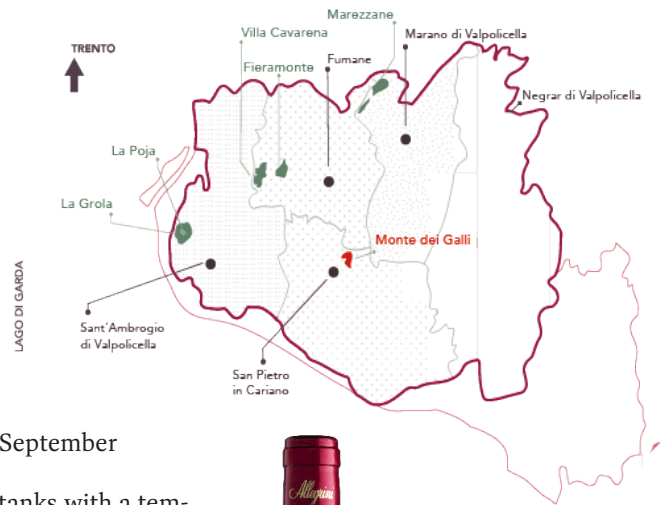 Marezzane
Villa Cavarena
Marano di Valpolicella
TRENTO
Fieramonte
Fumane
Negrar di Valpolicella
La Poja
La Grola
Monte dei Galli
LAGO DI GARDA
Sant'Ambrogio
di Valpolicella
San Pietro
in Cariano
September
tanks with a tem-
Allegrini